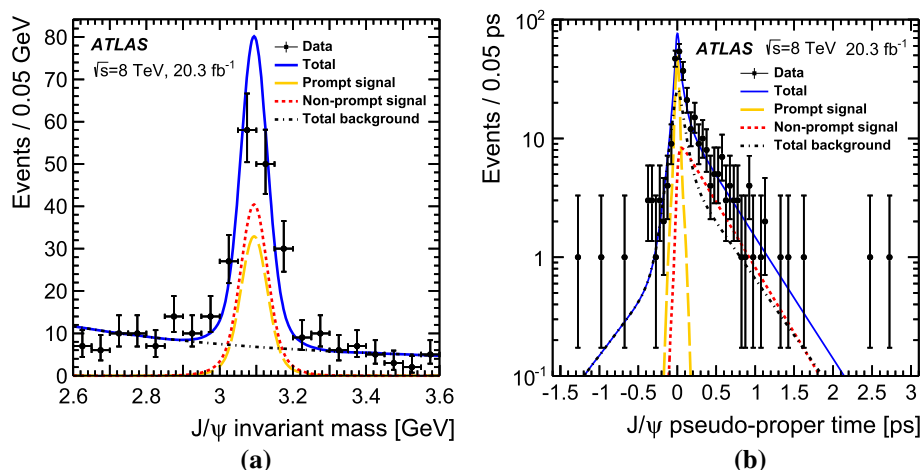 ATLAS
√s=8 TeV, 20.3 fb⁻¹
Data
Total
Prompt signal
Non-prompt signal
Total background
Events / 0.05 GeV
80
70
60
50
40
30
20
10
0
2.6 2.8 3 3.2 3.4 3.6
J/ψ invariant mass [GeV]
(a)
ATLAS √s=8 TeV 20.3 fb⁻¹
Data
Total
Prompt signal
Non-prompt signal
Total background
Events / 0.05 ps
10²
10
1
10⁻¹
-1.5 -1 -0.5 0 0.5 1 1.5 2 2.5 3
J/ψ pseudo-proper time [ps]
(b)